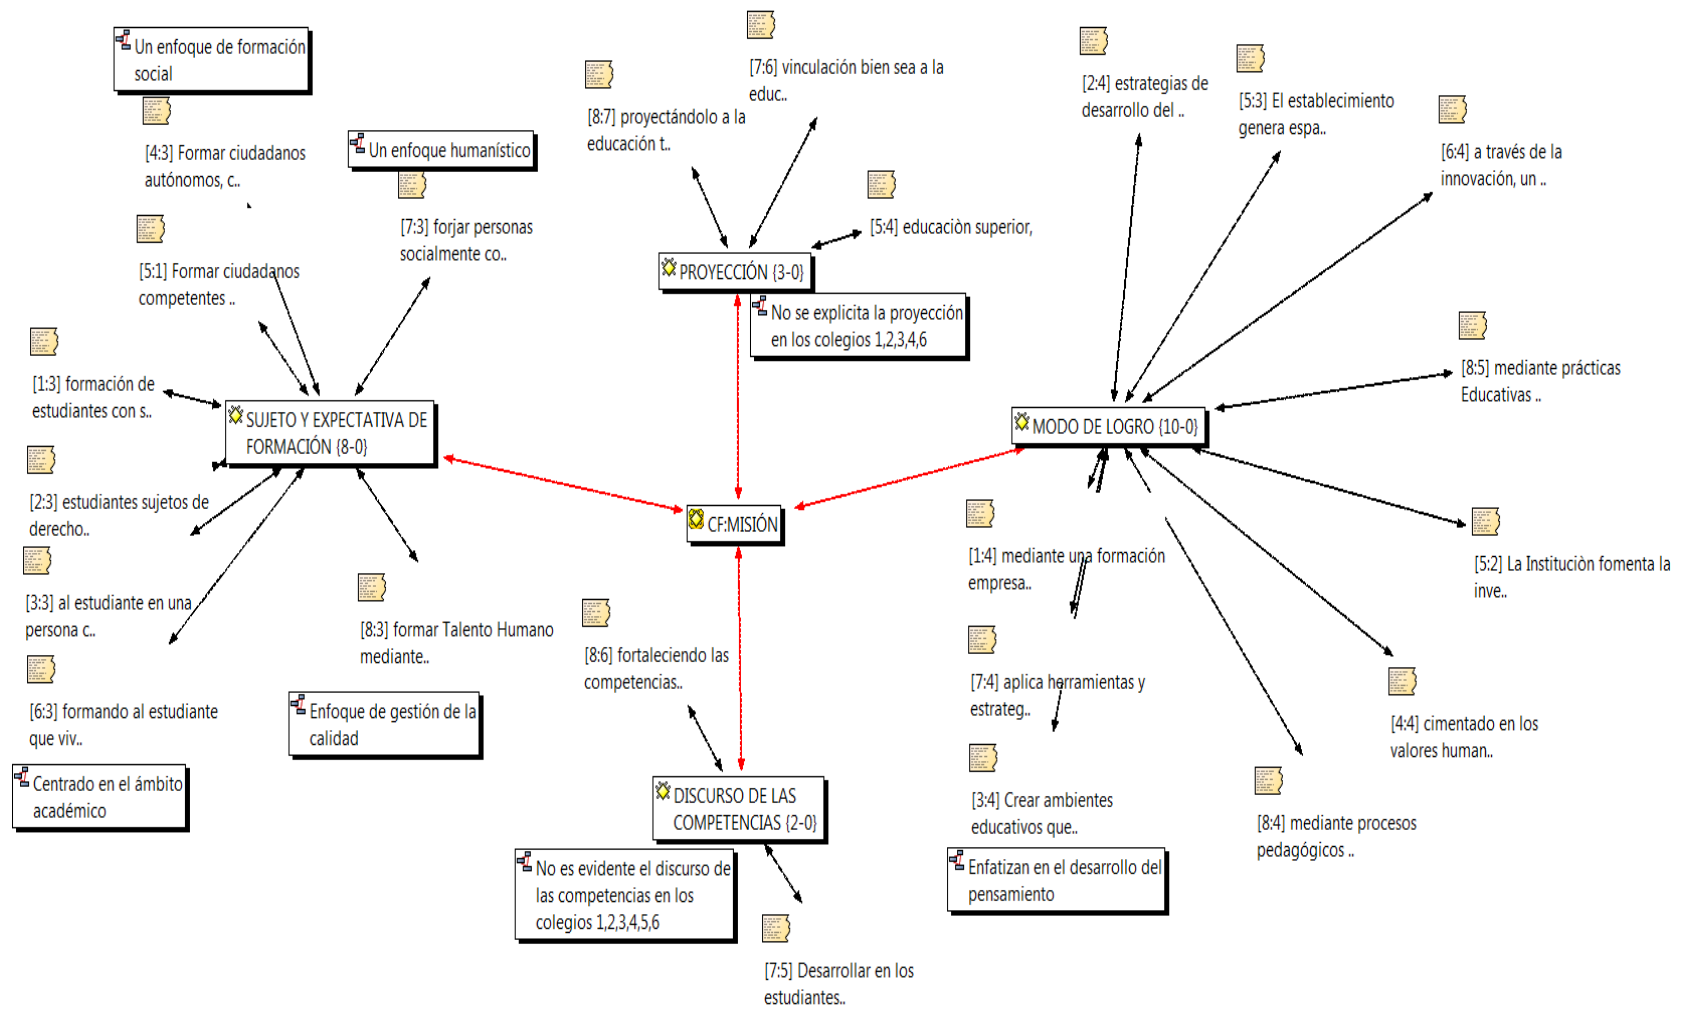 Un enfoque de formación
social
[4:3] Formar ciudadanos
autónomos, c..
Un enfoque humanístico
[5:1] Formar ciudadanos
competentes ..
[7:3] forjar personas
socialmente co..
[1:3] formación de
estudiantes con s..
SUJETO Y EXPECTATIVA DE
FORMACIÓN {8-0}
[2:3] estudiantes sujetos de
derecho..
[3:3] al estudiante en una
persona c..
[6:3] formando al estudiante
que viv..
Centrado en el ámbito
académico
[8:3] formar Talento Humano
mediante..
Enfoque de gestión de la
calidad
[7:6] vinculación bien sea a la
educ..
[8:7] proyectándolo a la
educación t..
[5:4] educaciòn superior,
PROYECCIÓN {3-0}
No se explicita la proyección
en los colegios 1,2,3,4,6
CF:MISIÓN
[8:6] fortaleciendo las
competencias..
DISCURSO DE LAS
COMPETENCIAS {2-0}
No es evidente el discurso de
las competencias en los
colegios 1,2,3,4,5,6
[7:5] Desarrollar en los
estudiantes..
[2:4] estrategias de
desarrollo del ..
[5:3] El establecimiento
genera espa..
[6:4] a través de la
innovación, un ..
[8:5] mediante prácticas
Educativas ..
MODO DE LOGRO {10-0}
[1:4] mediante una formación
empresa..
[5:2] La Instituciòn fomenta la
inve..
[7:4] aplica herramientas y
estrateg..
[4:4] cimentado en los
valores human..
[3:4] Crear ambientes
educativos que..
[8:4] mediante procesos
pedagógicos ..
Enfatizan en el desarrollo del
pensamiento